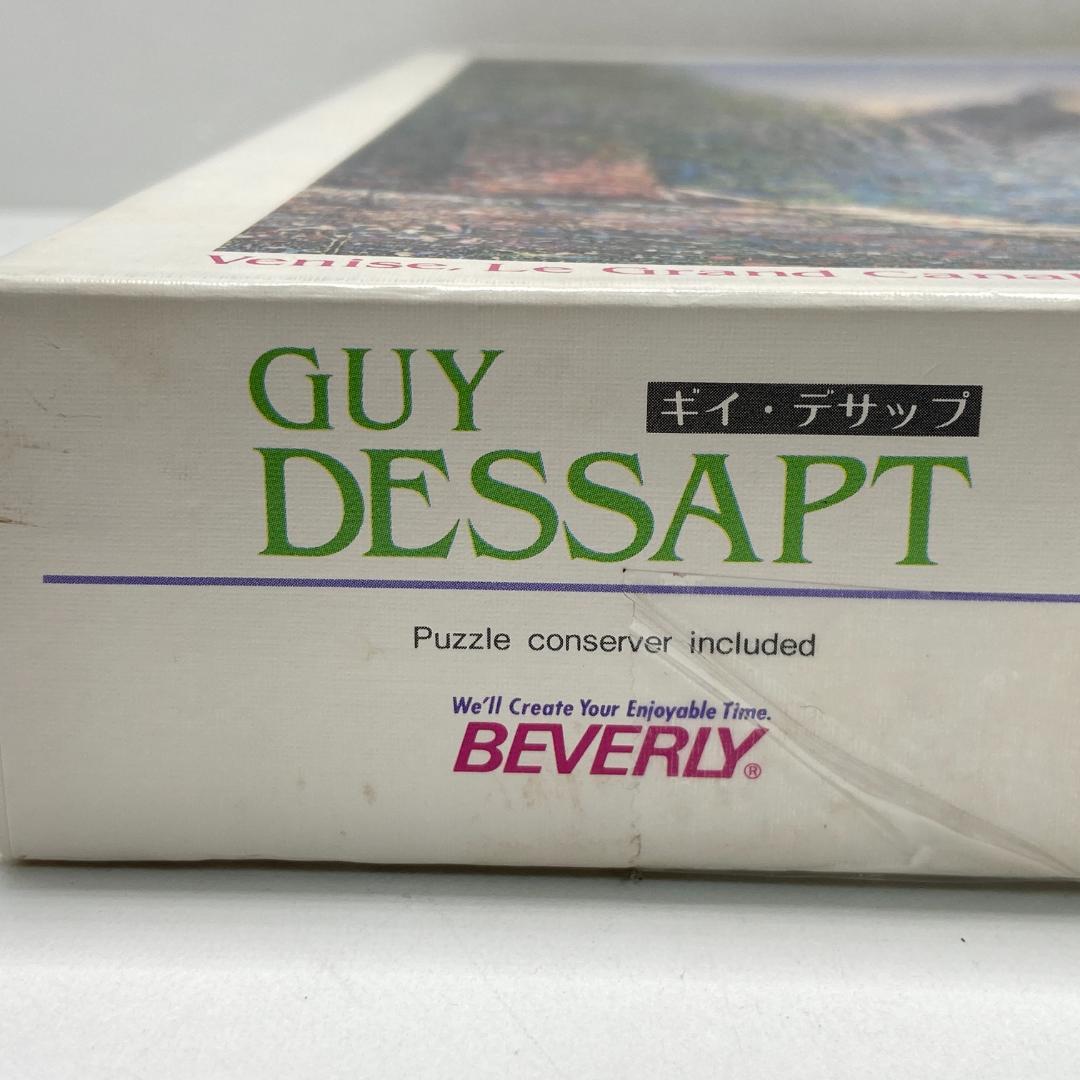 Venise, Le Grand Canal
GUY
ギイ・デサップ
DESSAPT
Puzzle conserver included
We'll Create Your Enjoyable Time.
BEVERLY®